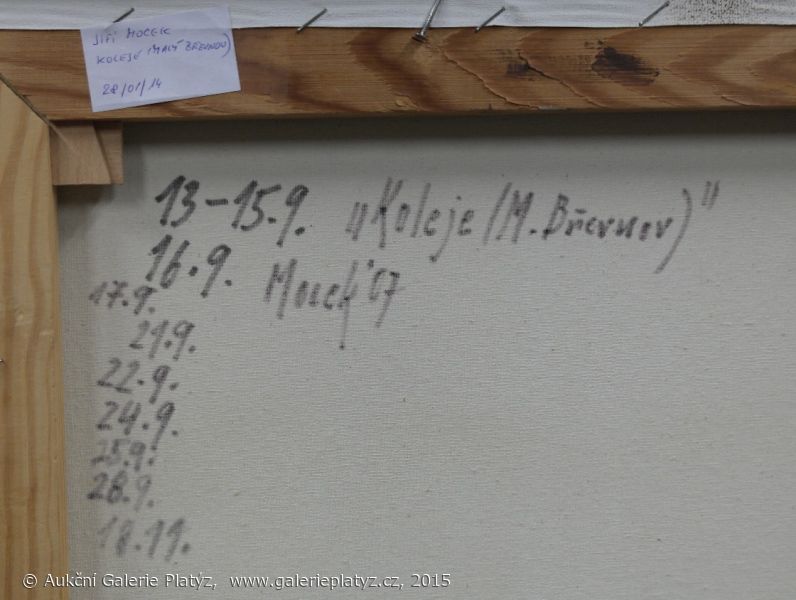 JIŘÍ MOCEK
KOLEJE (MALÝ BŘEVNOV)
28/01/14
13-15.9. „Koleje (M. Břevnov)"
16.9. Mocek '07
17.9.
21.9.
22.9.
24.9.
25.9.
28.9.
18.11.
© Aukční Galerie Platýz, www.galerieplatyz.cz, 2015